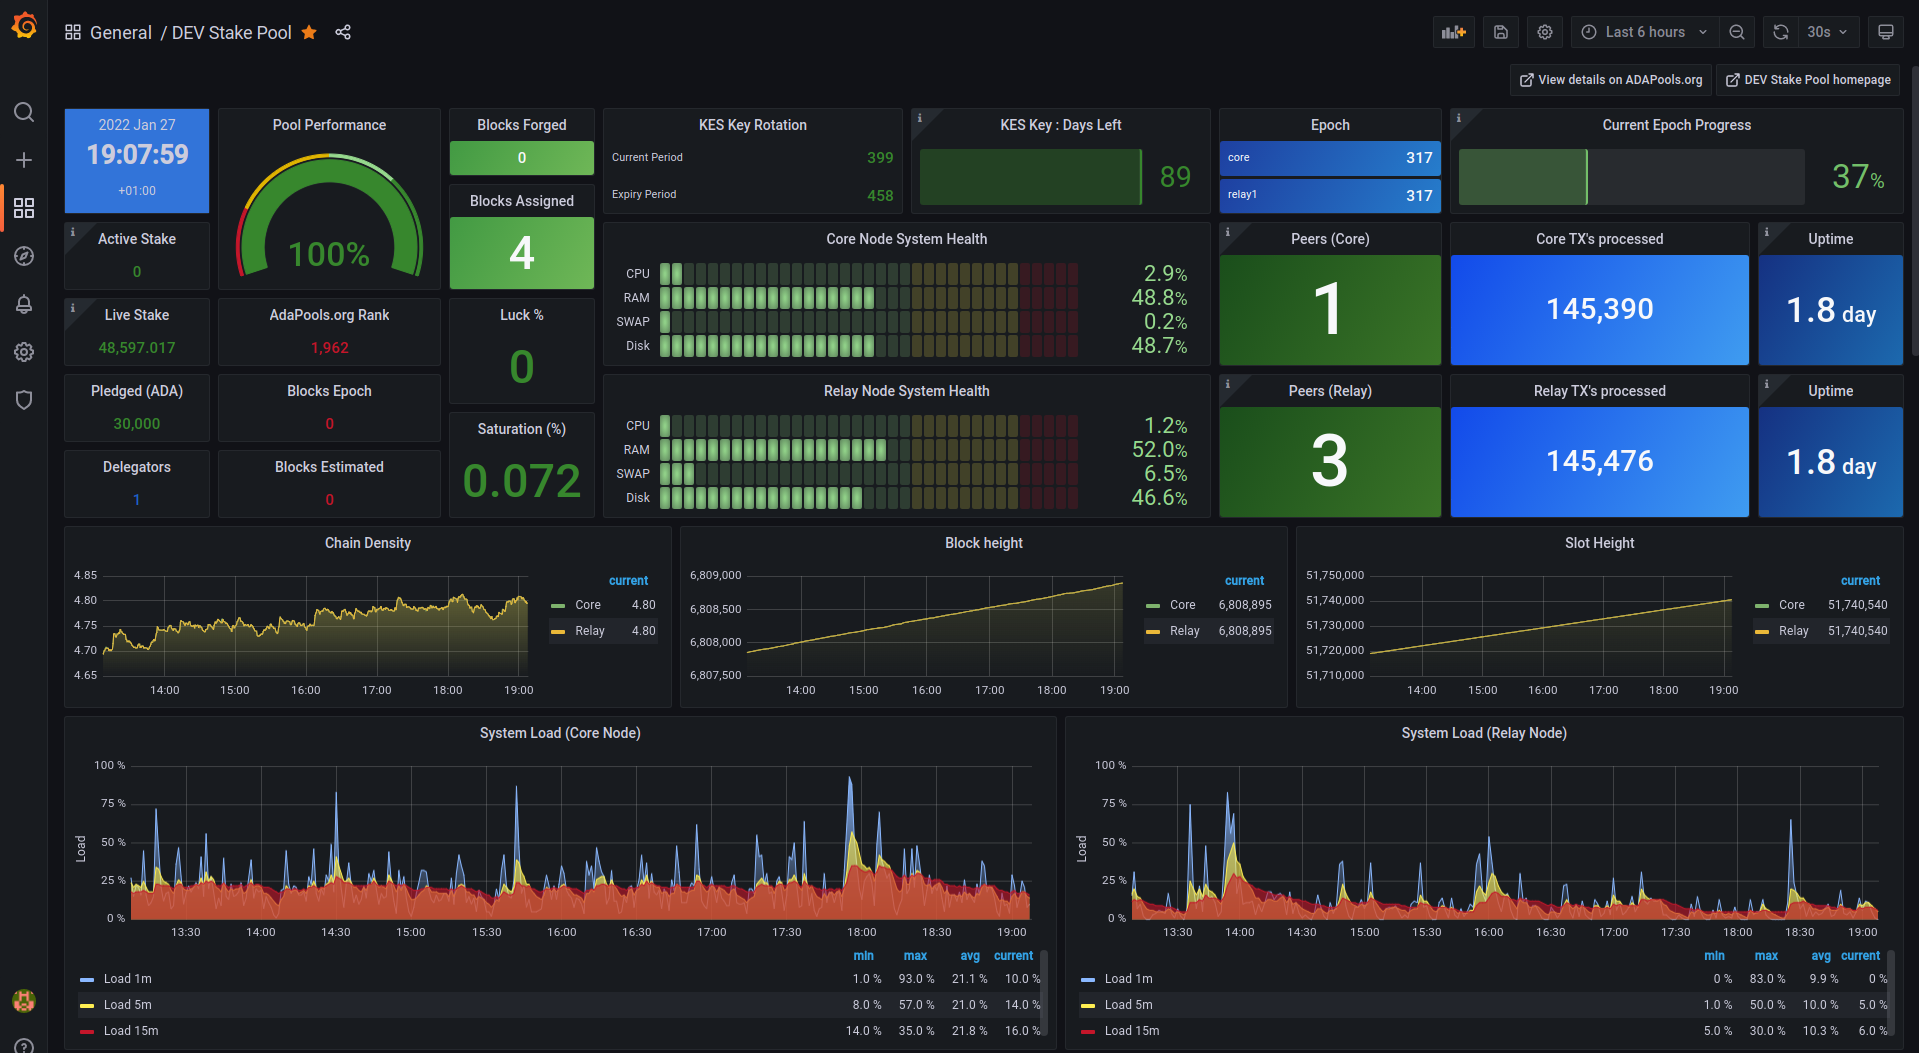 General / DEV Stake Pool
Last 6 hours
30s
View details on ADAPools.org
DEV Stake Pool homepage
2022 Jan 27
19:07:59
+01:00
Pool Performance
100%
Blocks Forged
0
Blocks Assigned
4
KES Key Rotation
Current Period 399
Expiry Period 458
KES Key : Days Left
89
Epoch
core 317
relay1 317
Current Epoch Progress
37%
Active Stake
0
Live Stake
48,597.017
AdaPools.org Rank
1,962
Luck %
0
Pledged (ADA)
30,000
Blocks Epoch
0
Saturation (%)
0.072
Delegators
1
Blocks Estimated
0
Core Node System Health
CPU 2.9%
RAM 48.8%
SWAP 0.2%
Disk 48.7%
Peers (Core)
1
Core TX's processed
145,390
Uptime
1.8 day
Relay Node System Health
CPU 1.2%
RAM 52.0%
SWAP 6.5%
Disk 46.6%
Peers (Relay)
3
Relay TX's processed
145,476
Uptime
1.8 day
Chain Density
4.85
4.80
4.75
4.70
4.65
14:00 15:00 16:00 17:00 18:00 19:00
current
Core 4.80
Relay 4.80
Block height
6,809,000
6,808,500
6,808,000
6,807,500
14:00 15:00 16:00 17:00 18:00 19:00
current
Core 6,808,895
Relay 6,808,895
Slot Height
51,750,000
51,740,000
51,730,000
51,720,000
51,710,000
14:00 15:00 16:00 17:00 18:00 19:00
current
Core 51,740,540
Relay 51,740,540
System Load (Core Node)
Load
100 %
75 %
50 %
25 %
0 %
13:30 14:00 14:30 15:00 15:30 16:00 16:30 17:00 17:30 18:00 18:30 19:00
min max avg current
Load 1m 1.0 % 93.0 % 21.1 % 10.0 %
Load 5m 8.0 % 57.0 % 21.0 % 14.0 %
Load 15m 14.0 % 35.0 % 21.8 % 16.0 %
System Load (Relay Node)
Load
100 %
75 %
50 %
25 %
0 %
13:30 14:00 14:30 15:00 15:30 16:00 16:30 17:00 17:30 18:00 18:30 19:00
min max avg current
Load 1m 0 % 83.0 % 9.9 % 0 %
Load 5m 1.0 % 50.0 % 10.0 % 5.0 %
Load 15m 5.0 % 30.0 % 10.3 % 6.0 %